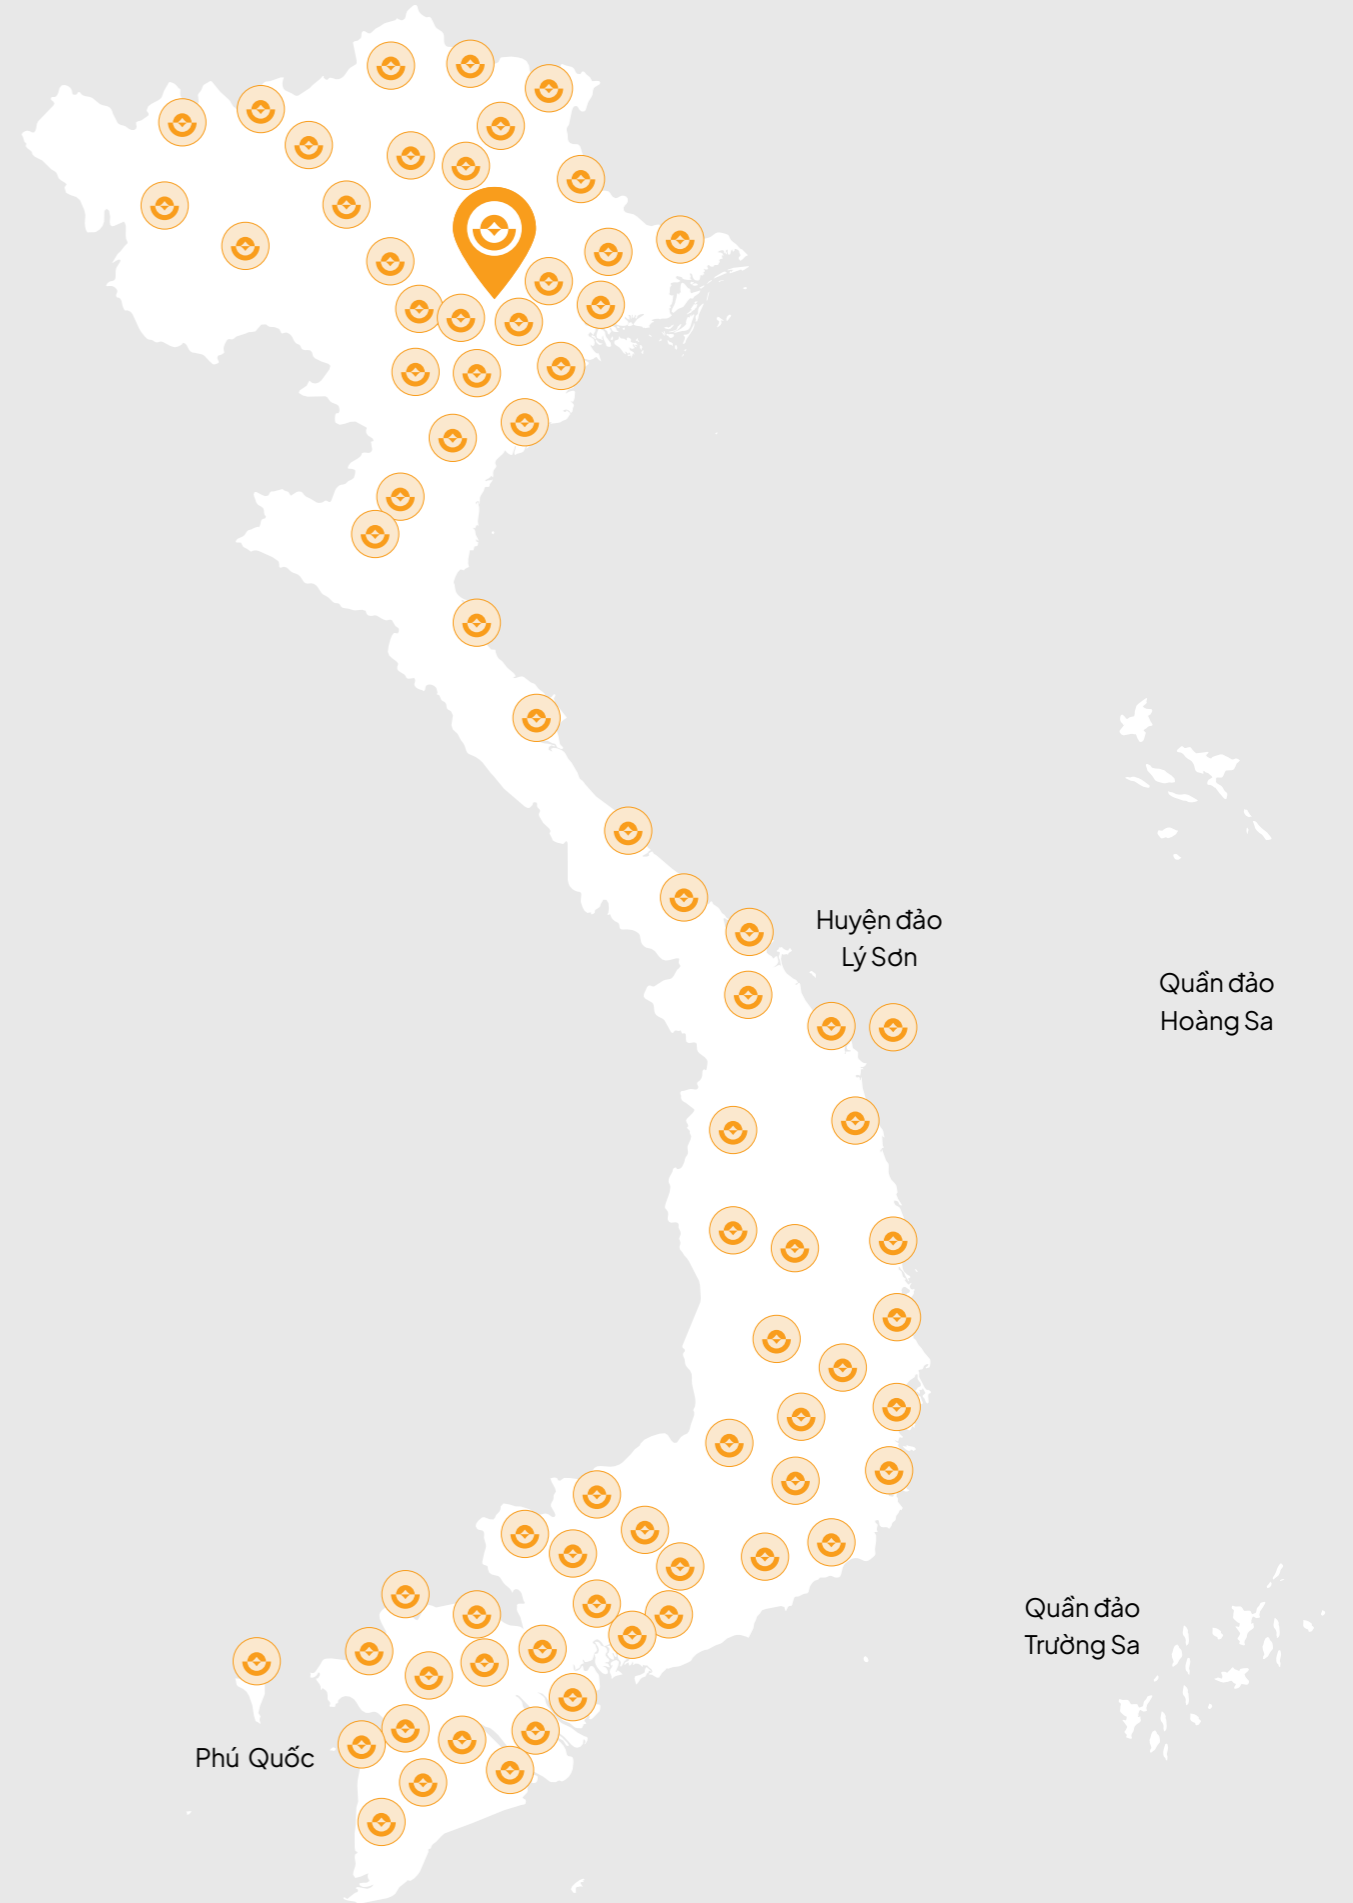 Huyện đảo
Lý Sơn
Quần đảo
Hoàng Sa
Quần đảo
Trường Sa
Phú Quốc